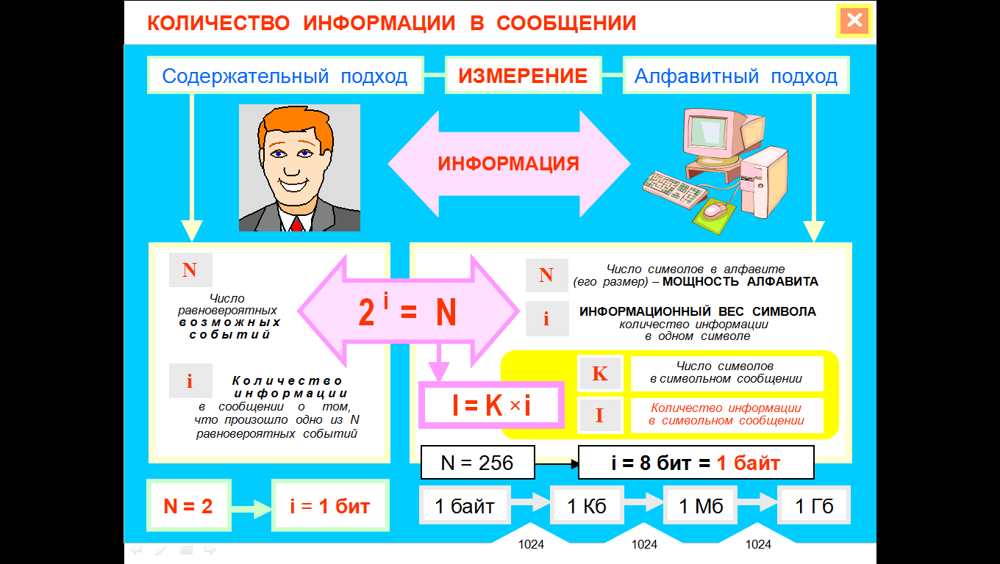 КОЛИЧЕСТВО ИНФОРМАЦИИ В СООБЩЕНИИ
Содержательный подход
ИЗМЕРЕНИЕ
Алфавитный подход
ИНФОРМАЦИЯ
N
Число
равновероятных
возможных
событий
i
Количество
информации
в сообщении о том,
что произошло одно из N
равновероятных событий
2 i = N
N
Число символов в алфавите
(его размер) – МОЩНОСТЬ АЛФАВИТА
i
ИНФОРМАЦИОННЫЙ ВЕС СИМВОЛА
количество информации
в одном символе
K
Число символов
в символьном сообщении
I = K × i
I
Количество информации
в символьном сообщении
N = 256
i = 8 бит = 1 байт
N = 2
i = 1 бит
1 байт
1 Кб
1 Мб
1 Гб
1024
1024
1024